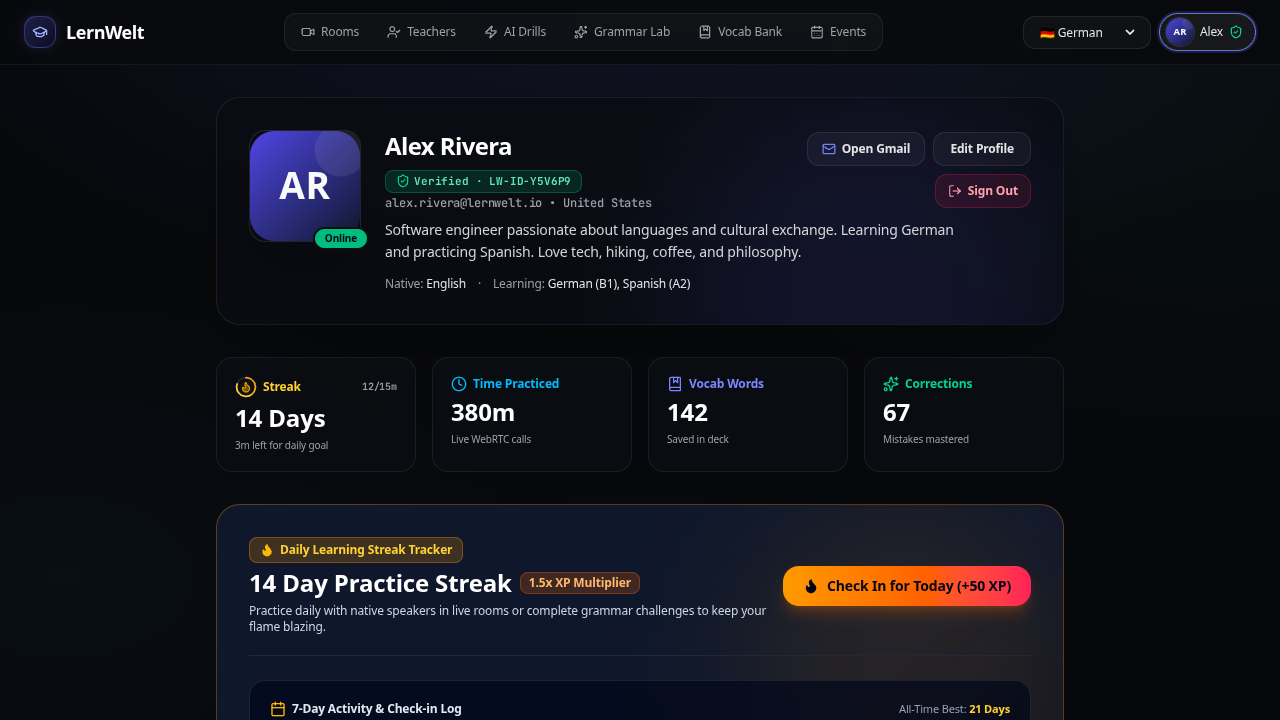 LernWelt
Rooms
Teachers
AI Drills
Grammar Lab
Vocab Bank
Events
German
AR
Alex
AR
Online
Alex Rivera
Verified · LW-ID-Y5V6P9
alex.rivera@lernwelt.io • United States
Software engineer passionate about languages and cultural exchange. Learning German
and practicing Spanish. Love tech, hiking, coffee, and philosophy.
Native: English · Learning: German (B1), Spanish (A2)
Open Gmail
Edit Profile
Sign Out
Streak
12/15m
14 Days
3m left for daily goal
Time Practiced
380m
Live WebRTC calls
Vocab Words
142
Saved in deck
Corrections
67
Mistakes mastered
Daily Learning Streak Tracker
14 Day Practice Streak
1.5x XP Multiplier
Practice daily with native speakers in live rooms or complete grammar challenges to keep your
flame blazing.
Check In for Today (+50 XP)
7-Day Activity & Check-in Log
All-Time Best: 21 Days